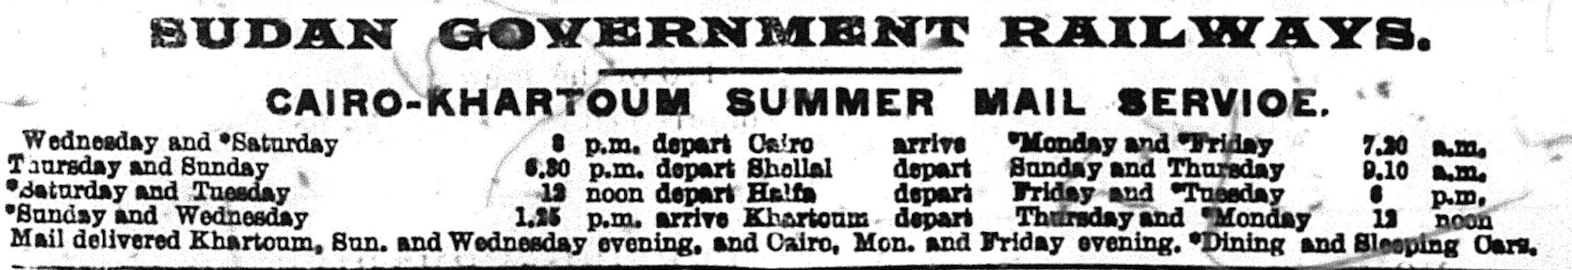 SUDAN GOVERNMENT RAILWAYS.
CAIRO-KHARTOUM SUMMER MAIL SERVICE.
Wednesday and *Saturday 8 p.m. depart Cairo arrive *Monday and *Friday 7.20 a.m.
Thursday and Sunday 6.30 p.m. depart Shellal depart Sunday and Thursday 9.10 a.m.
*Saturday and Tuesday 12 noon depart Halfa depart Friday and *Tuesday 6 p.m.
*Sunday and Wednesday 1.25 p.m. arrive Khartoum depart Thursday and *Monday 12 noon
Mail delivered Khartoum, Sun. and Wednesday evening, and Cairo, Mon. and Friday evening. *Dining and Sleeping Cars.